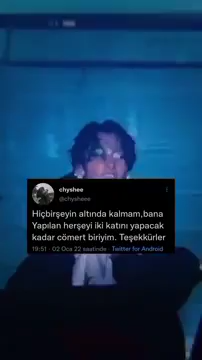 chyshee
@chysheee
Hiçbirşeyin altında kalmam,bana
Yapılan herşeyi iki katını yapacak
kadar cömert biriyim. Teşekkürler
19:51 · 02 Oca 22 saatinde · Twitter for Android